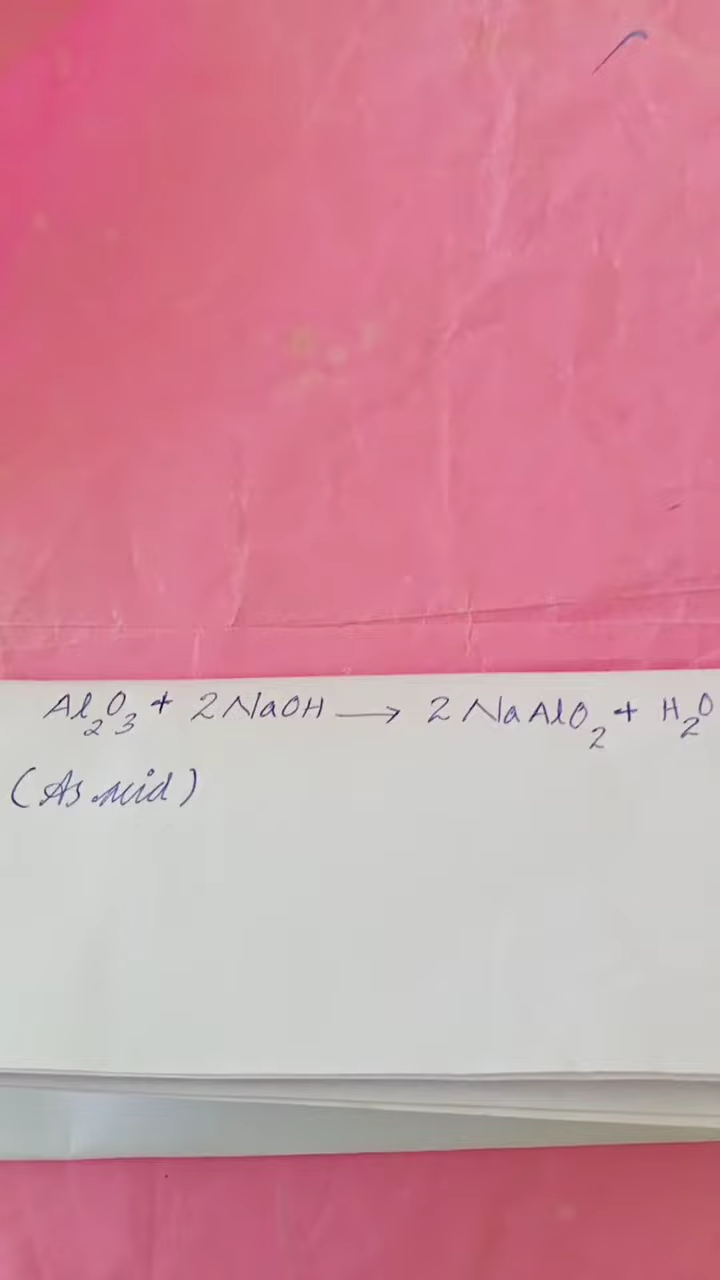 Al₂O₃ + 2NaOH ⟶ 2NaAlO₂ + H₂O
(As acid)